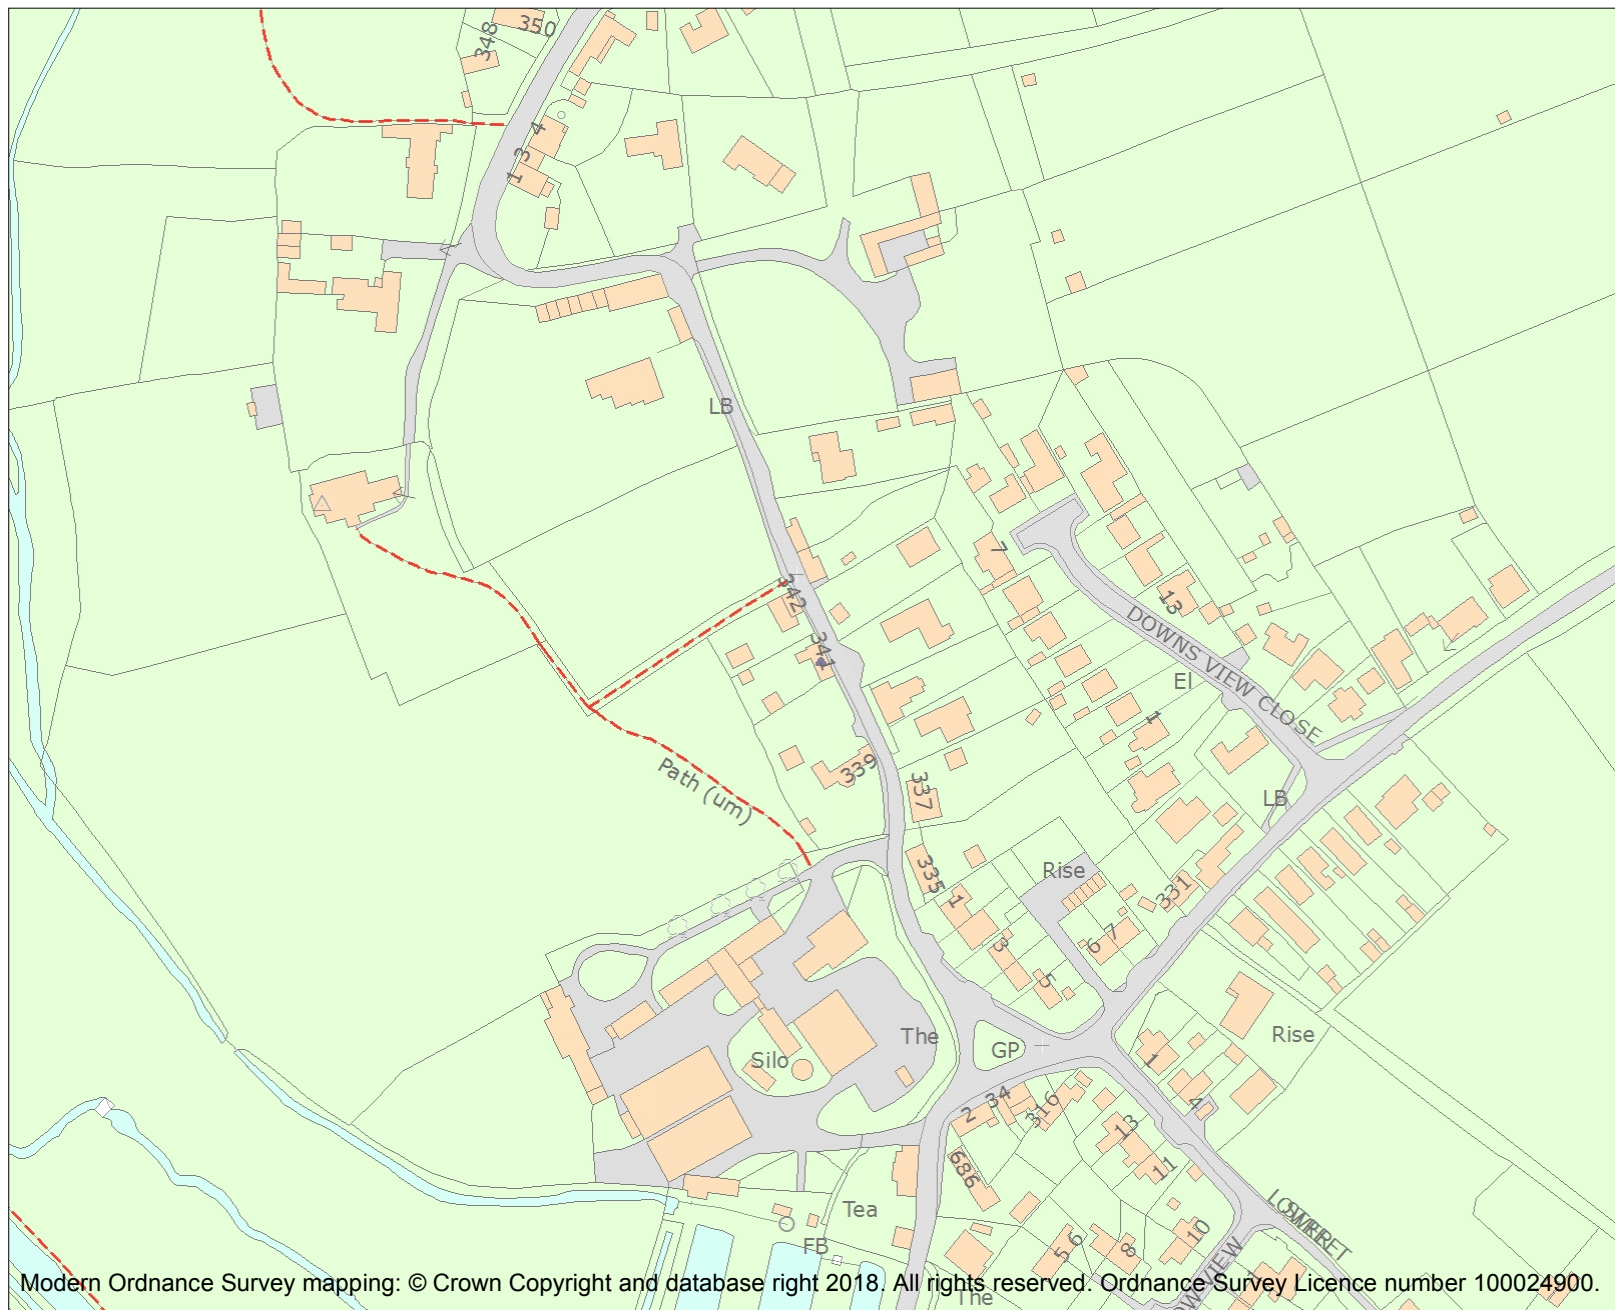 350
348
4
3
1
LB
342
341
7
13
DOWNS VIEW CLOSE
El
1
339
337
Path (um)
LB
335
1
Rise
331
3
6 7
5
The
GP
Silo
Rise
1
4
2
34
316
13
11
686
Tea
FB
5 6
8
10
The
Modern Ordnance Survey mapping: © Crown Copyright and database right 2018. All rights reserved. Ordnance Survey Licence number 100024900.